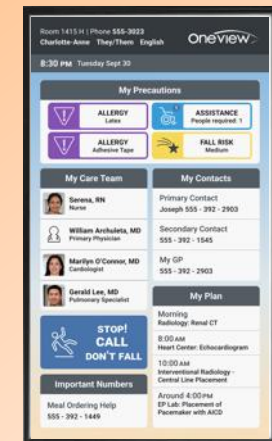 Room 1415 H | Phone 555-3023
Charlotte-Anne They/Them English
oneview
8:30 PM Tuesday Sept 30
My Precautions
ALLERGY
Latex
ASSISTANCE
People required: 1
ALLERGY
Adhesive Tape
FALL RISK
Medium
My Care Team
Serena, RN
Nurse
William Archuleta, MD
Primary Physician
Marilyn O'Connor, MD
Cardiologist
Gerald Lee, MD
Pulmonary Specialist
STOP!
CALL
DON'T FALL
Important Numbers
Meal Ordering Help
555 - 392 - 1449
My Contacts
Primary Contact
Joseph 555 - 392 - 2903
Secondary Contact
555 - 392 - 1545
My GP
555 - 392 - 2903
My Plan
Morning
Radiology: Renal CT
8:00 AM
Heart Center: Echocardiogram
10:00 AM
Interventional Radiology -
Central Line Placement
Around 4:00 PM
EP Lab: Placement of
Pacemaker with AICD